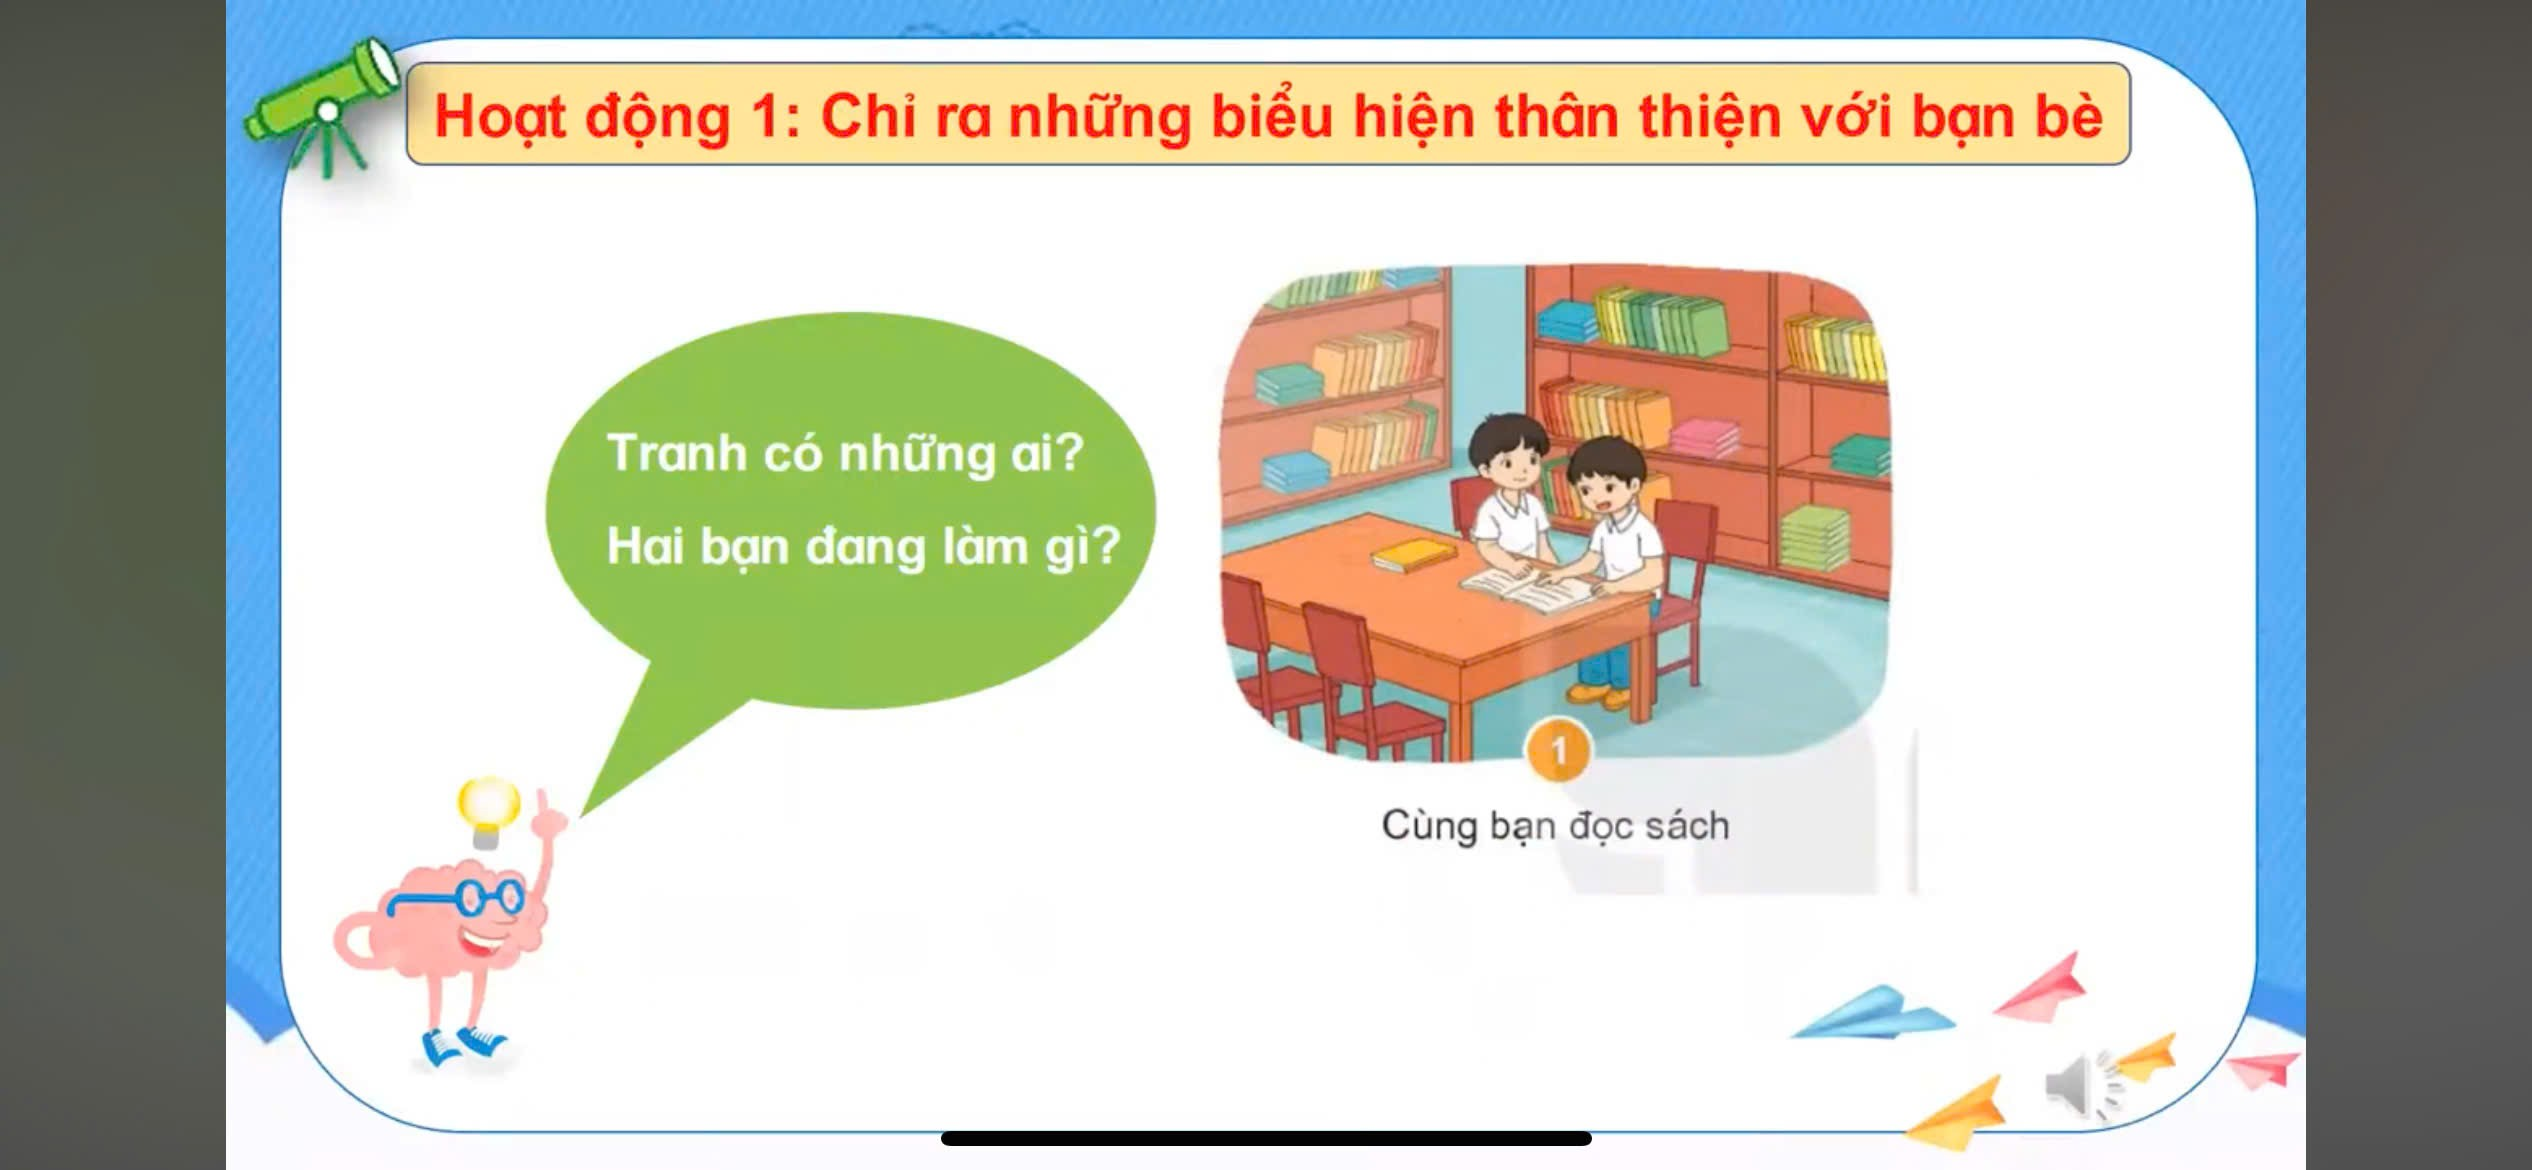 Hoạt động 1: Chỉ ra những biểu hiện thân thiện với bạn bè
Tranh có những ai?
Hai bạn đang làm gì?
1
Cùng bạn đọc sách